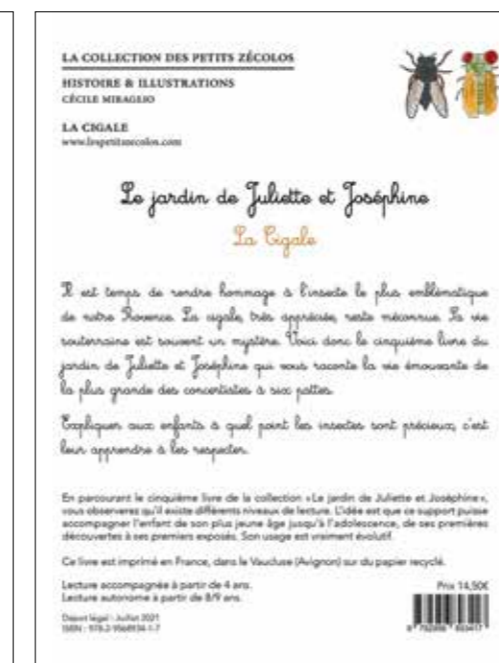 LA COLLECTION DES PETITS ZÉCOLOS
HISTOIRE & ILLUSTRATIONS
CÉCILE MIRAGLIO
LA CIGALE
www.lespetitszecolos.com
Le jardin de Juliette et Joséphine
La Cigale
Il est temps de rendre hommage à l'insecte le plus emblématique
de notre Provence. La cigale, très appréciée, reste méconnue. Sa vie
souterraine est souvent un mystère. Voici donc le cinquième livre du
jardin de Juliette et Joséphine qui vous raconte la vie émouvante de
la plus grande des concertistes à six pattes.
Expliquer aux enfants à quel point les insectes sont précieux, c'est
leur apprendre à les respecter.
En parcourant le cinquième livre de la collection «Le jardin de Juliette et Joséphine»,
vous observerez qu'il existe différents niveaux de lecture. L'idée est que ce support puisse
accompagner l'enfant de son plus jeune âge jusqu'à l'adolescence, de ses premières
découvertes à ses premiers exposés. Son usage est vraiment évolutif.
Ce livre est imprimé en France, dans le Vaucluse (Avignon) sur du papier recyclé.
Lecture accompagnée à partir de 4 ans.
Lecture autonome à partir de 8/9 ans.
Prix 14,50€
Dépôt légal : Juillet 2021
ISBN : 978-2-9568934-1-7